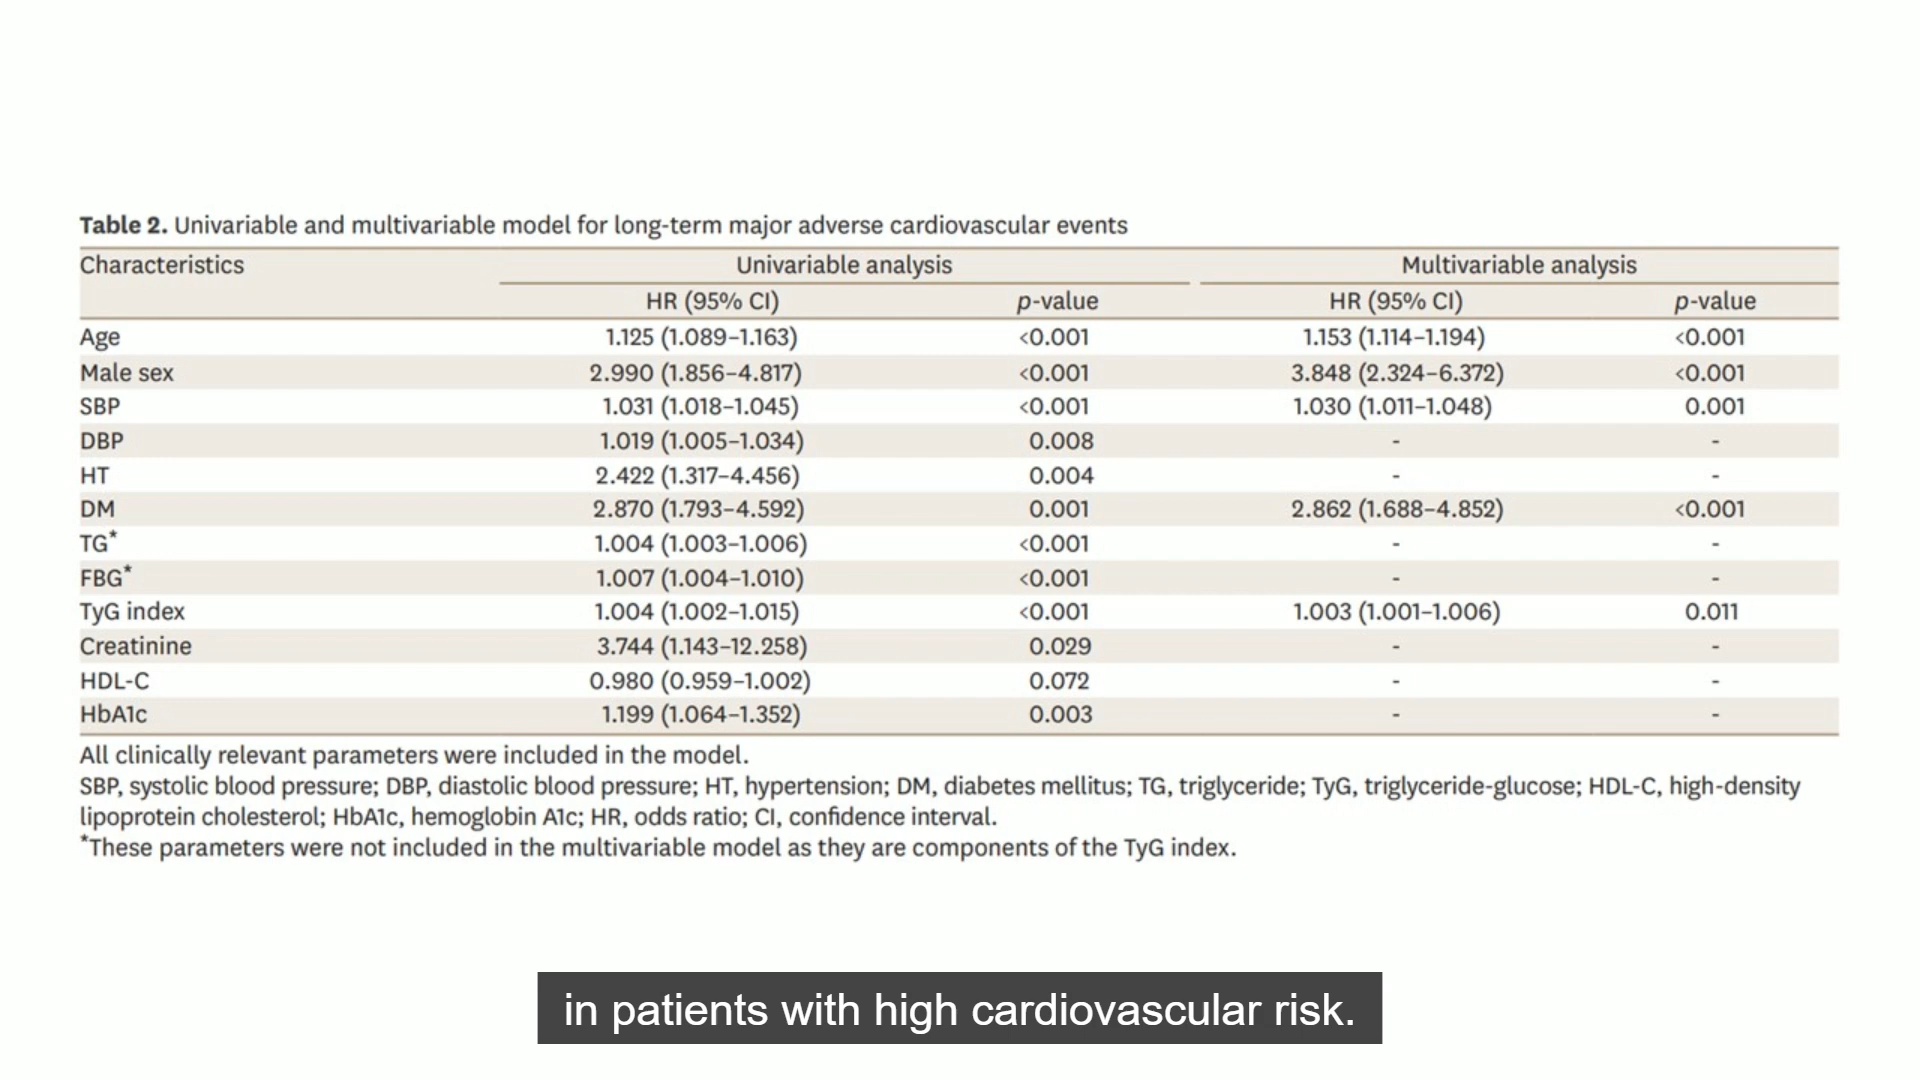 Table 2. Univariable and multivariable model for long-term major adverse cardiovascular events
Characteristics Univariable analysis Multivariable analysis
HR (95% CI) p-value HR (95% CI) p-value
Age 1.125 (1.089–1.163) <0.001 1.153 (1.114–1.194) <0.001
Male sex 2.990 (1.856–4.817) <0.001 3.848 (2.324–6.372) <0.001
SBP 1.031 (1.018–1.045) <0.001 1.030 (1.011–1.048) 0.001
DBP 1.019 (1.005–1.034) 0.008 - -
HT 2.422 (1.317–4.456) 0.004 - -
DM 2.870 (1.793–4.592) 0.001 2.862 (1.688–4.852) <0.001
TG* 1.004 (1.003–1.006) <0.001 - -
FBG* 1.007 (1.004–1.010) <0.001 - -
TyG index 1.004 (1.002–1.015) <0.001 1.003 (1.001–1.006) 0.011
Creatinine 3.744 (1.143–12.258) 0.029 - -
HDL-C 0.980 (0.959–1.002) 0.072 - -
HbA1c 1.199 (1.064–1.352) 0.003 - -
All clinically relevant parameters were included in the model.
SBP, systolic blood pressure; DBP, diastolic blood pressure; HT, hypertension; DM, diabetes mellitus; TG, triglyceride; TyG, triglyceride-glucose; HDL-C, high-density
lipoprotein cholesterol; HbA1c, hemoglobin A1c; HR, odds ratio; CI, confidence interval.
*These parameters were not included in the multivariable model as they are components of the TyG index.
in patients with high cardiovascular risk.